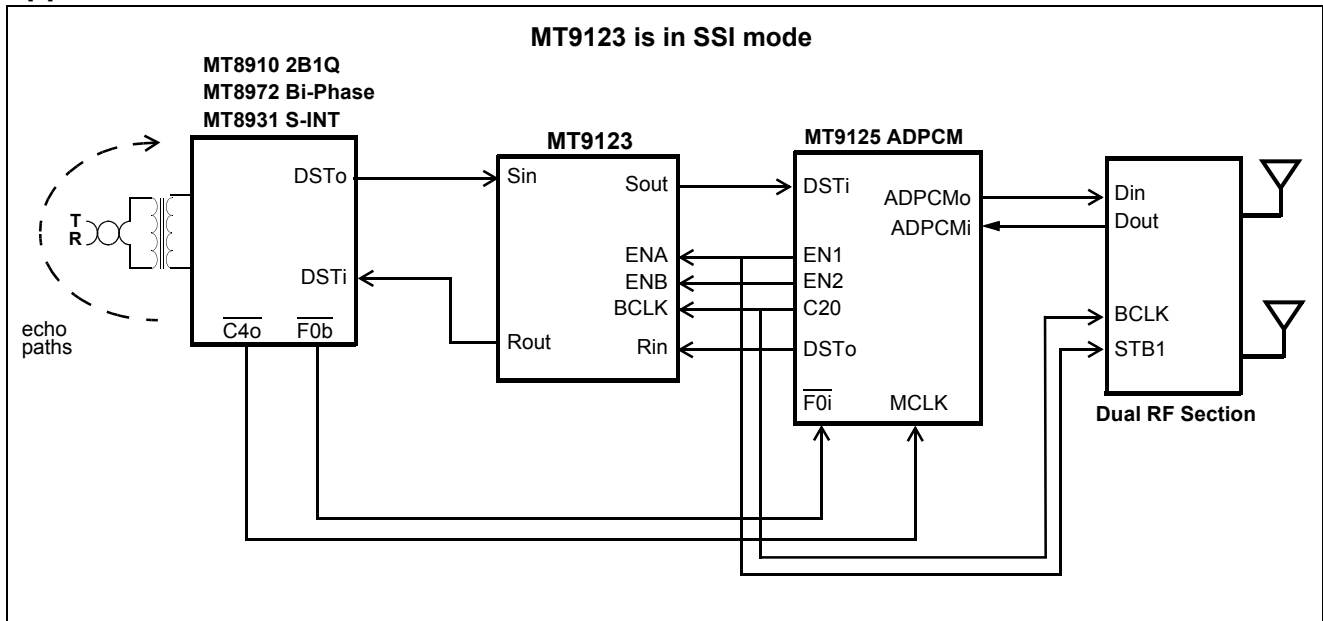 MT9123 is in SSI mode
MT8910 2B1Q
MT8972 Bi-Phase
MT8931 S-INT
MT9123
MT9125 ADPCM
DSTo
Sin
Sout
DSTi
ADPCMo
Din
ADPCMi
Dout
T
R
ENA
EN1
ENB
EN2
DSTi
BCLK
C20
BCLK
echo
paths
C4o
F0b
Rout
Rin
DSTo
STB1
F0i
MCLK
Dual RF Section